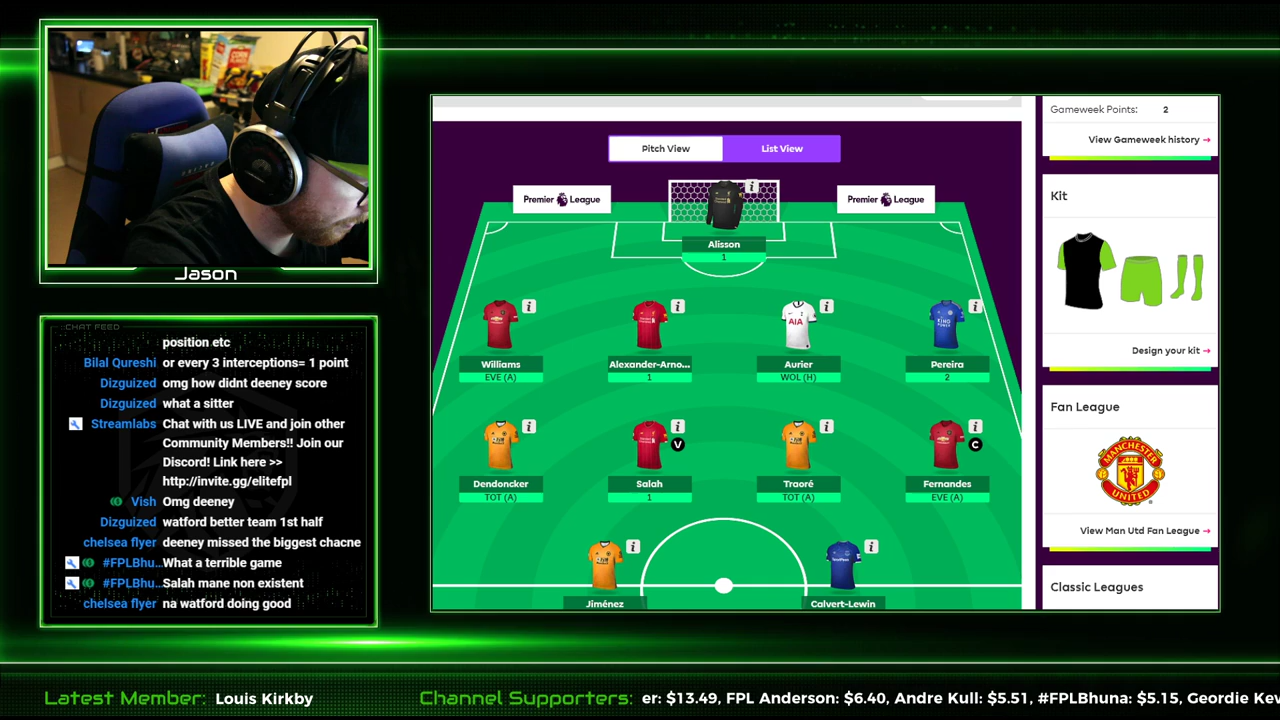 Jason
CHAT FEED
position etc
Bilal Qureshi or every 3 interceptions= 1 point
Dizguized omg how didnt deeney score
Dizguized what a sitter
Streamlabs Chat with us LIVE and join other
Community Members!! Join our
Discord! Link here >>
http://invite.gg/elitefpl
Vish Omg deeney
Dizguized watford better team 1st half
chelsea flyer deeney missed the biggest chacne
#FPLBhu... What a terrible game
#FPLBhu... Salah mane non existent
chelsea flyer na watford doing good
Pitch View List View
Premier League Premier League
Alisson
1
Williams Alexander-Arno... Aurier Pereira
EVE (A) 1 WOL (H) 2
V C
Dendoncker Salah Traoré Fernandes
TOT (A) 1 TOT (A) EVE (A)
Jiménez Calvert-Lewin
AIA
KING POWER
Gameweek Points: 2
View Gameweek history →
Kit
Design your kit →
Fan League
MANCHESTER
UNITED
View Man Utd Fan League →
Classic Leagues
Latest Member: Louis Kirkby
Channel Supporters: er: $13.49, FPL Anderson: $6.40, Andre Kull: $5.51, #FPLBhuna: $5.15, Geordie Kev